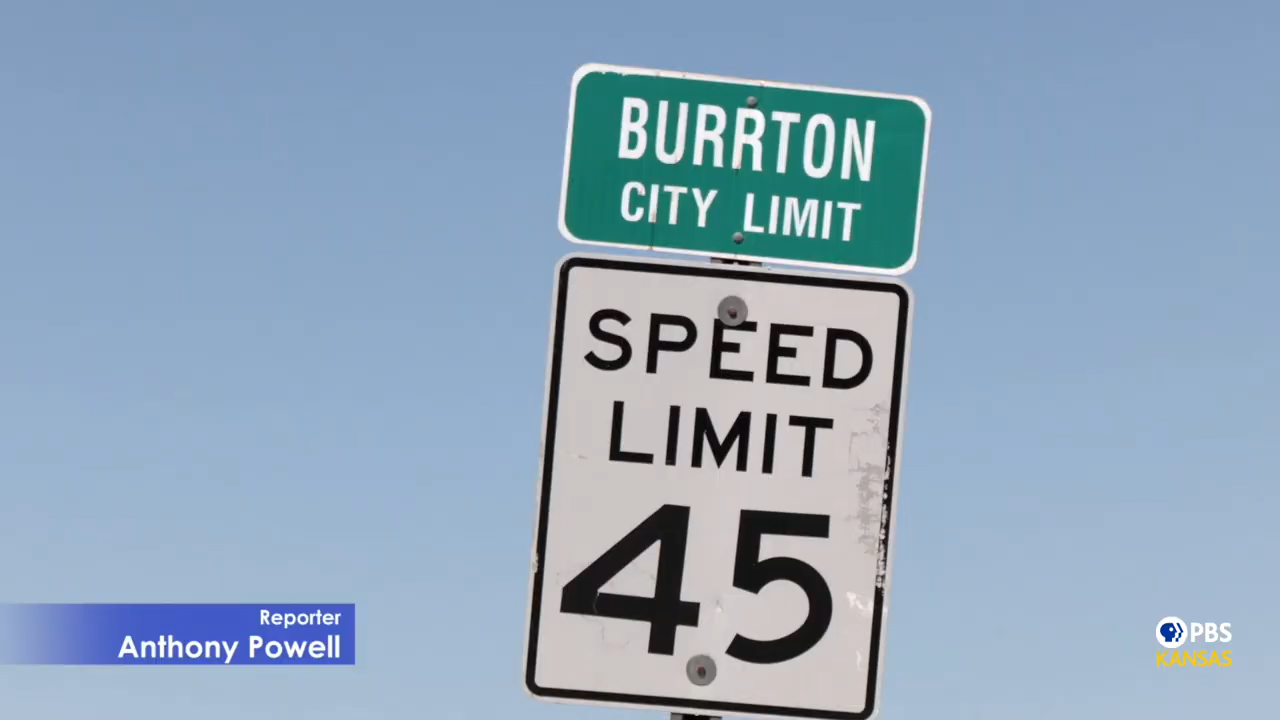 BURRTON
CITY LIMIT
SPEED
LIMIT
45
Reporter
Anthony Powell
PBS
KANSAS